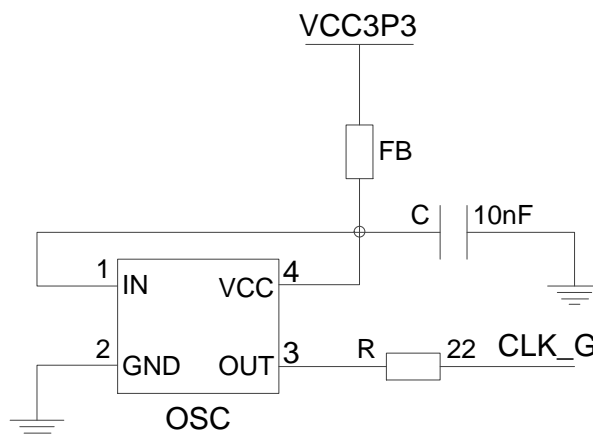 VCC3P3
FB
C 10nF
1 IN VCC 4
2 GND OUT 3 R 22 CLK_G
OSC